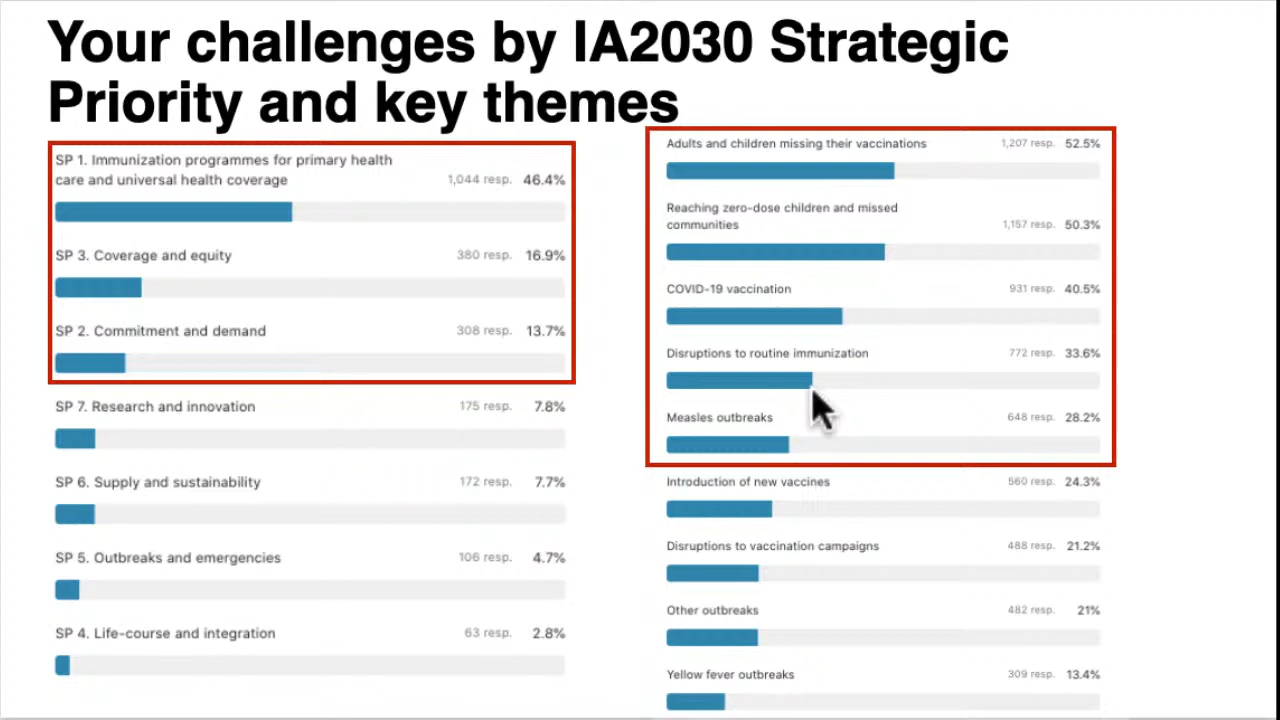 Your challenges by IA2030 Strategic
Priority and key themes
SP 1. Immunization programmes for primary health
care and universal health coverage 1,044 resp. 46.4%
SP 3. Coverage and equity 380 resp. 16.9%
SP 2. Commitment and demand 308 resp. 13.7%
SP 7. Research and innovation 175 resp. 7.8%
SP 6. Supply and sustainability 172 resp. 7.7%
SP 5. Outbreaks and emergencies 106 resp. 4.7%
SP 4. Life-course and integration 63 resp. 2.8%
Adults and children missing their vaccinations 1,207 resp. 52.5%
Reaching zero-dose children and missed
communities 1,157 resp. 50.3%
COVID-19 vaccination 931 resp. 40.5%
Disruptions to routine immunization 772 resp. 33.6%
Measles outbreaks 648 resp. 28.2%
Introduction of new vaccines 560 resp. 24.3%
Disruptions to vaccination campaigns 488 resp. 21.2%
Other outbreaks 482 resp. 21%
Yellow fever outbreaks 309 resp. 13.4%